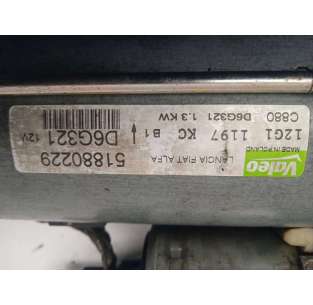 Valeo
MADE IN POLAND
12G1 1197 KC B1
C880 D6G321 1.3 KW
LANCIA FIAT ALFA
51880229 D6G321 12V